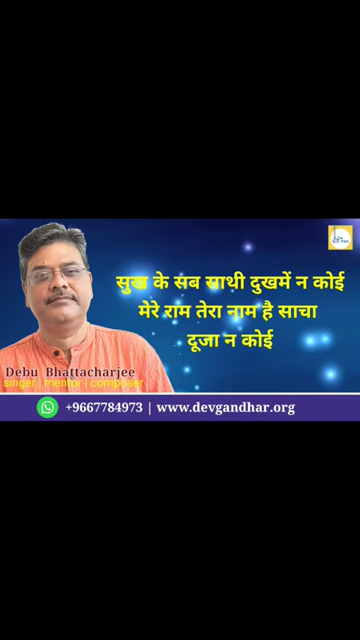 सुख के सब साथी दुखमें न कोई
मेरे राम तेरा नाम है साचा
दूजा न कोई
Debu Bhattacharjee
singer | mentor | composer
+9667784973 | www.devgandhar.org